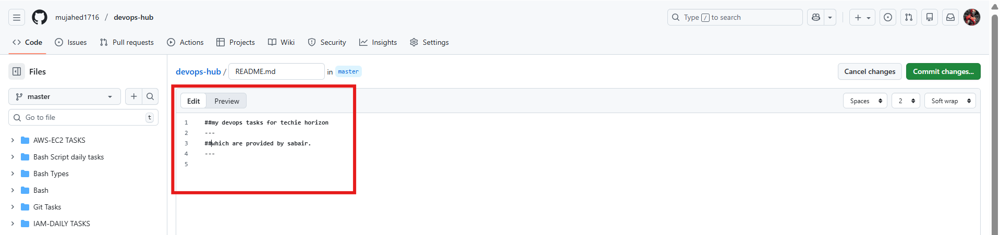 mujahed1716 / devops-hub
Type / to search
Code
Issues
Pull requests
Actions
Projects
Wiki
Security
Insights
Settings
Files
master
Go to file
t
AWS-EC2 TASKS
Bash Script daily tasks
Bash Types
Bash
Git Tasks
IAM-DAILY TASKS
devops-hub / README.md in master
Cancel changes
Commit changes...
Edit
Preview
Spaces
2
Soft wrap
1 ##my devops tasks for techie horizon
2 ---
3 ##which are provided by sabair.
4 ---
5